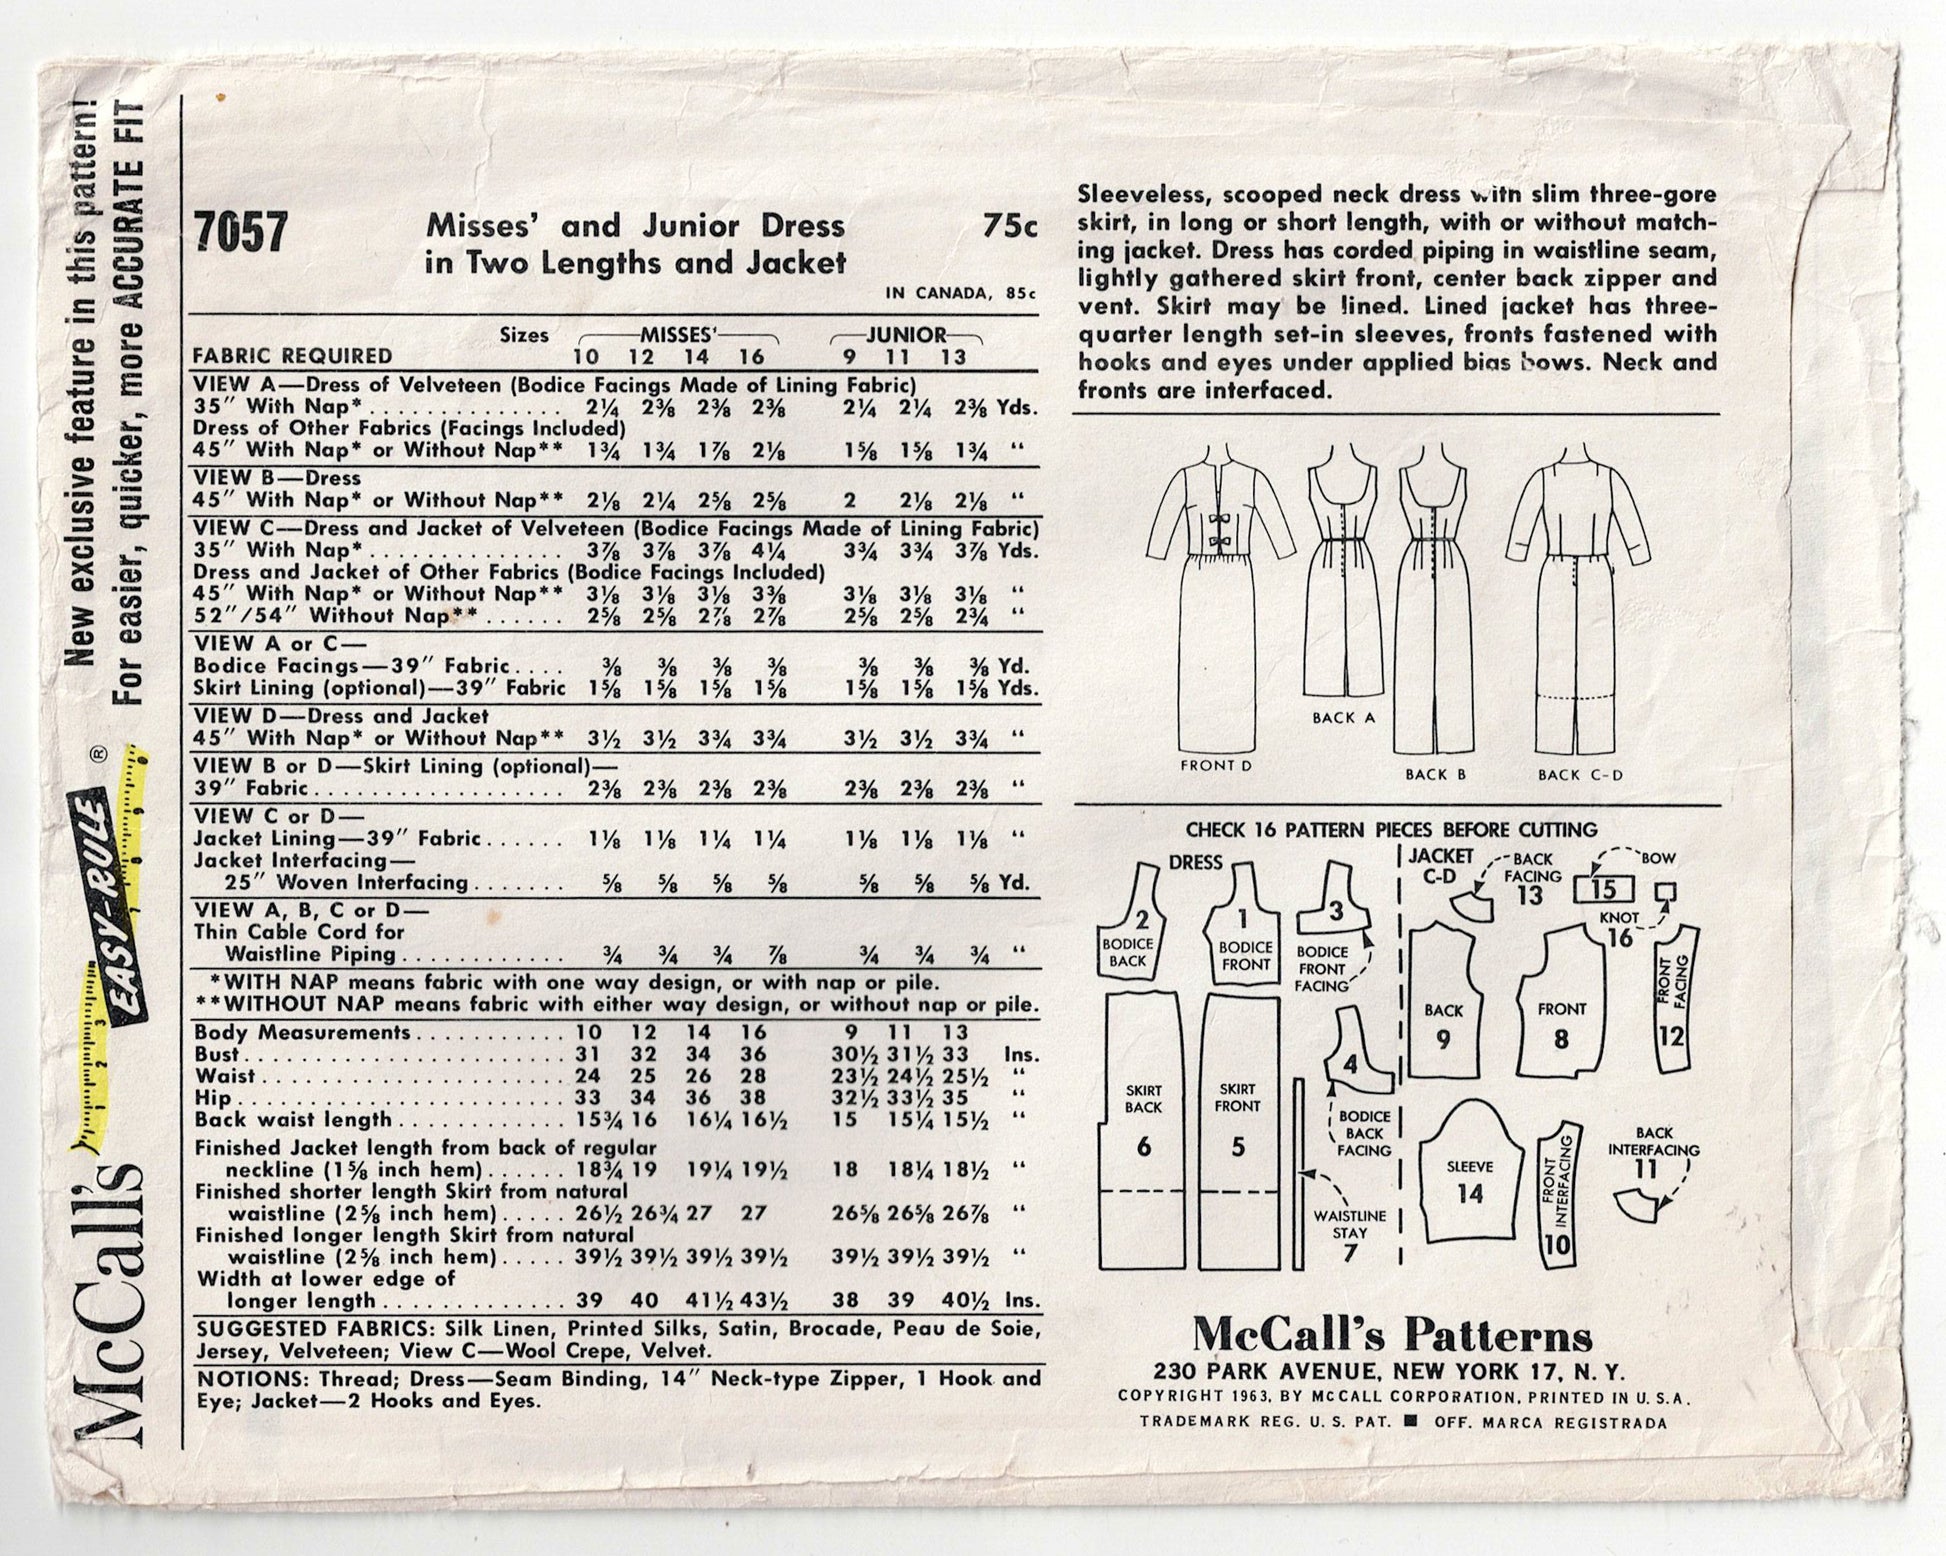 New exclusive feature in this pattern!
For easier, quicker, more ACCURATE FIT
EASY-RULE ®
McCall's
7057 Misses' and Junior Dress 75c
in Two Lengths and Jacket
IN CANADA, 85c
Sizes MISSES' JUNIOR
FABRIC REQUIRED 10 12 14 16 9 11 13
VIEW A—Dress of Velveteen (Bodice Facings Made of Lining Fabric)
35″ With Nap*.............. 2¼ 2⅜ 2⅜ 2⅜ 2¼ 2¼ 2⅜ Yds.
Dress of Other Fabrics (Facings Included)
45″ With Nap* or Without Nap** 1¾ 1¾ 1⅞ 2⅛ 1⅝ 1⅝ 1¾ “
VIEW B—Dress
45″ With Nap* or Without Nap** 2⅛ 2¼ 2⅝ 2⅝ 2 2⅛ 2⅛ “
VIEW C—Dress and Jacket of Velveteen (Bodice Facings Made of Lining Fabric)
35″ With Nap*.............. 3⅞ 3⅞ 3⅞ 4¼ 3¾ 3¾ 3⅞ Yds.
Dress and Jacket of Other Fabrics (Bodice Facings Included)
45″ With Nap* or Without Nap** 3⅛ 3⅛ 3⅛ 3⅜ 3⅛ 3⅛ 3⅛ “
52″/54″ Without Nap**...... 2⅝ 2⅝ 2⅞ 2⅞ 2⅝ 2⅝ 2¾ “
VIEW A or C—
Bodice Facings—39″ Fabric.... ⅜ ⅜ ⅜ ⅜ ⅜ ⅜ ⅜ Yd.
Skirt Lining (optional)—39″ Fabric 1⅝ 1⅝ 1⅝ 1⅝ 1⅝ 1⅝ 1⅝ Yds.
VIEW D—Dress and Jacket
45″ With Nap* or Without Nap** 3½ 3½ 3¾ 3¾ 3½ 3½ 3¾ “
VIEW B or D—Skirt Lining (optional)—
39″ Fabric.................. 2⅜ 2⅜ 2⅜ 2⅜ 2⅜ 2⅜ 2⅜ “
VIEW C or D—
Jacket Lining—39″ Fabric...... 1⅛ 1⅛ 1¼ 1¼ 1⅛ 1⅛ 1⅛ “
Jacket Interfacing—
25″ Woven Interfacing....... ⅝ ⅝ ⅝ ⅝ ⅝ ⅝ ⅝ Yd.
VIEW A, B, C or D—
Thin Cable Cord for
Waistline Piping............ ¾ ¾ ¾ ⅞ ¾ ¾ ¾ “
*WITH NAP means fabric with one way design, or with nap or pile.
**WITHOUT NAP means fabric with either way design, or without nap or pile.
Body Measurements........... 10 12 14 16 9 11 13
Bust....................... 31 32 34 36 30½ 31½ 33 Ins.
Waist...................... 24 25 26 28 23½ 24½ 25½ “
Hip........................ 33 34 36 38 32½ 33½ 35 “
Back waist length............ 15¾ 16 16¼ 16½ 15 15¼ 15½ “
Finished Jacket length from back of regular
neckline (1⅝ inch hem)...... 18¾ 19 19¼ 19½ 18 18¼ 18½ “
Finished shorter length Skirt from natural
waistline (2⅝ inch hem)..... 26½ 26¾ 27 27 26⅝ 26⅝ 26⅞ “
Finished longer length Skirt from natural
waistline (2⅝ inch hem)..... 39½ 39½ 39½ 39½ 39½ 39½ 39½ “
Width at lower edge of
longer length............. 39 40 41½ 43½ 38 39 40½ Ins.
SUGGESTED FABRICS: Silk Linen, Printed Silks, Satin, Brocade, Peau de Soie,
Jersey, Velveteen; View C—Wool Crepe, Velvet.
NOTIONS: Thread; Dress—Seam Binding, 14″ Neck-type Zipper, 1 Hook and
Eye; Jacket—2 Hooks and Eyes.
Sleeveless, scooped neck dress with slim three-gore
skirt, in long or short length, with or without match-
ing jacket. Dress has corded piping in waistline seam,
lightly gathered skirt front, center back zipper and
vent. Skirt may be lined. Lined jacket has three-
quarter length set-in sleeves, fronts fastened with
hooks and eyes under applied bias bows. Neck and
fronts are interfaced.
FRONT D
BACK A
BACK B
BACK C-D
CHECK 16 PATTERN PIECES BEFORE CUTTING
DRESS
2
BODICE
BACK
1
BODICE
FRONT
3
BODICE
FRONT
FACING
SKIRT
BACK
6
SKIRT
FRONT
5
4
BODICE
BACK
FACING
WAISTLINE
STAY
7
JACKET
C-D
BACK
FACING
13
BOW
15
KNOT
16
BACK
9
FRONT
8
FRONT
FACING
12
SLEEVE
14
FRONT
INTERFACING
10
BACK
INTERFACING
11
McCall's Patterns
230 PARK AVENUE, NEW YORK 17, N. Y.
COPYRIGHT 1963, BY McCALL CORPORATION, PRINTED IN U. S. A.
TRADEMARK REG. U. S. PAT. ■ OFF. MARCA REGISTRADA